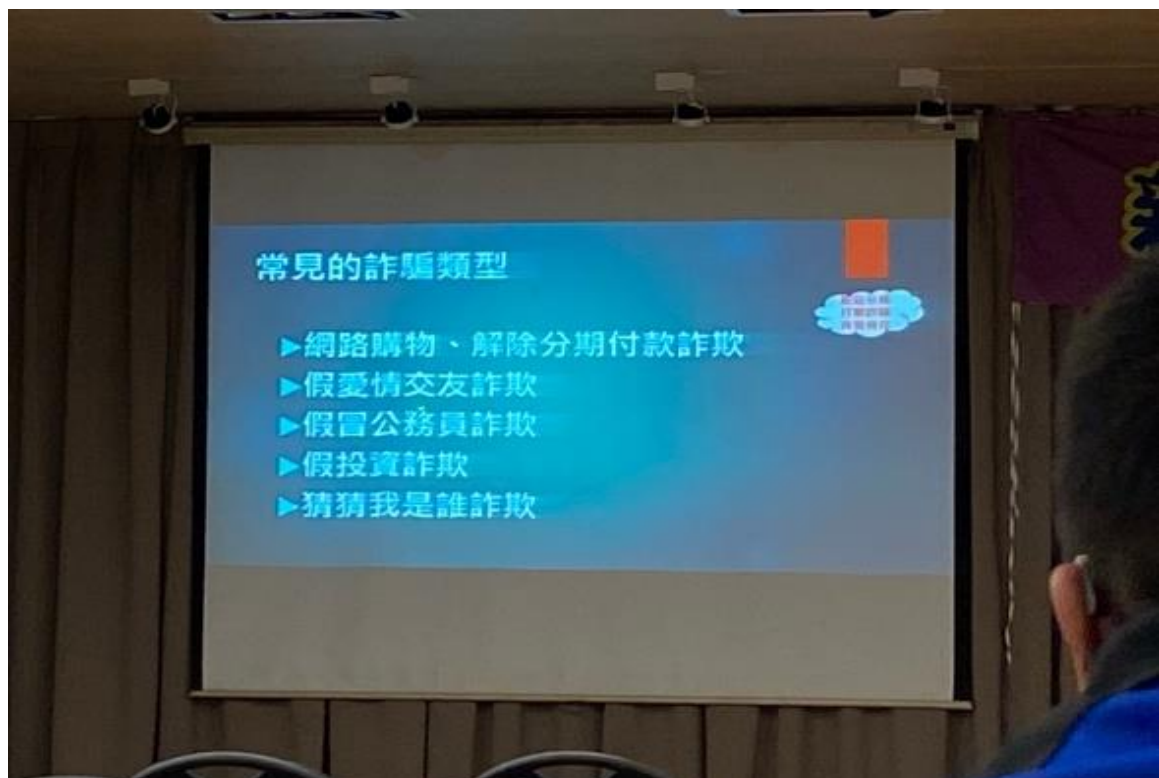 常見的詐騙類型
▶網路購物、解除分期付款詐欺
▶假愛情交友詐欺
▶假冒公務員詐欺
▶假投資詐欺
▶猜猜我是誰詐欺